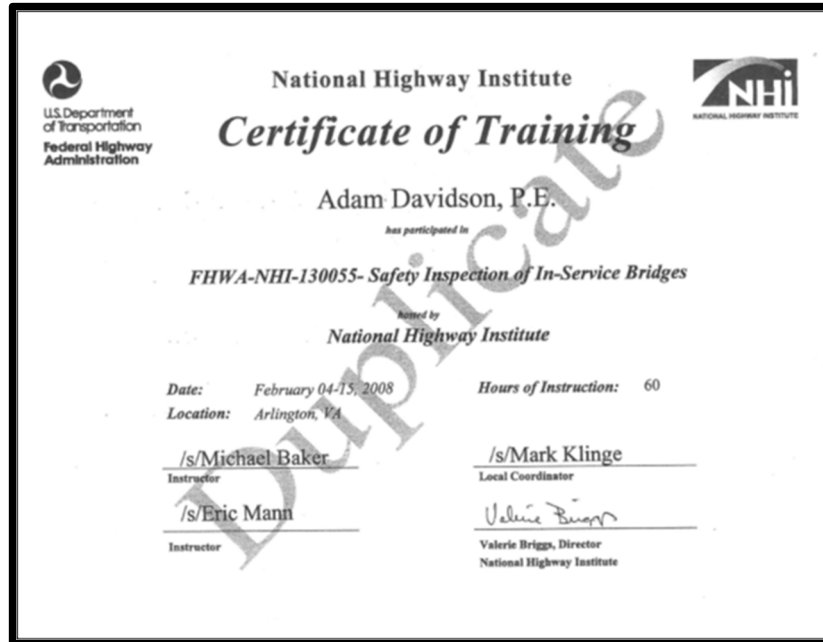 U.S. Department
of Transportation
Federal Highway
Administration
National Highway Institute
NHi
NATIONAL HIGHWAY INSTITUTE
Certificate of Training
Adam Davidson, P.E.
has participated in
FHWA-NHI-130055- Safety Inspection of In-Service Bridges
hosted by
National Highway Institute
Date: February 04-15, 2008
Hours of Instruction: 60
Location: Arlington, VA
/s/Michael Baker
Instructor
/s/Mark Klinge
Local Coordinator
/s/Eric Mann
Instructor
Valerie Briggs
Valerie Briggs, Director
National Highway Institute
Duplicate